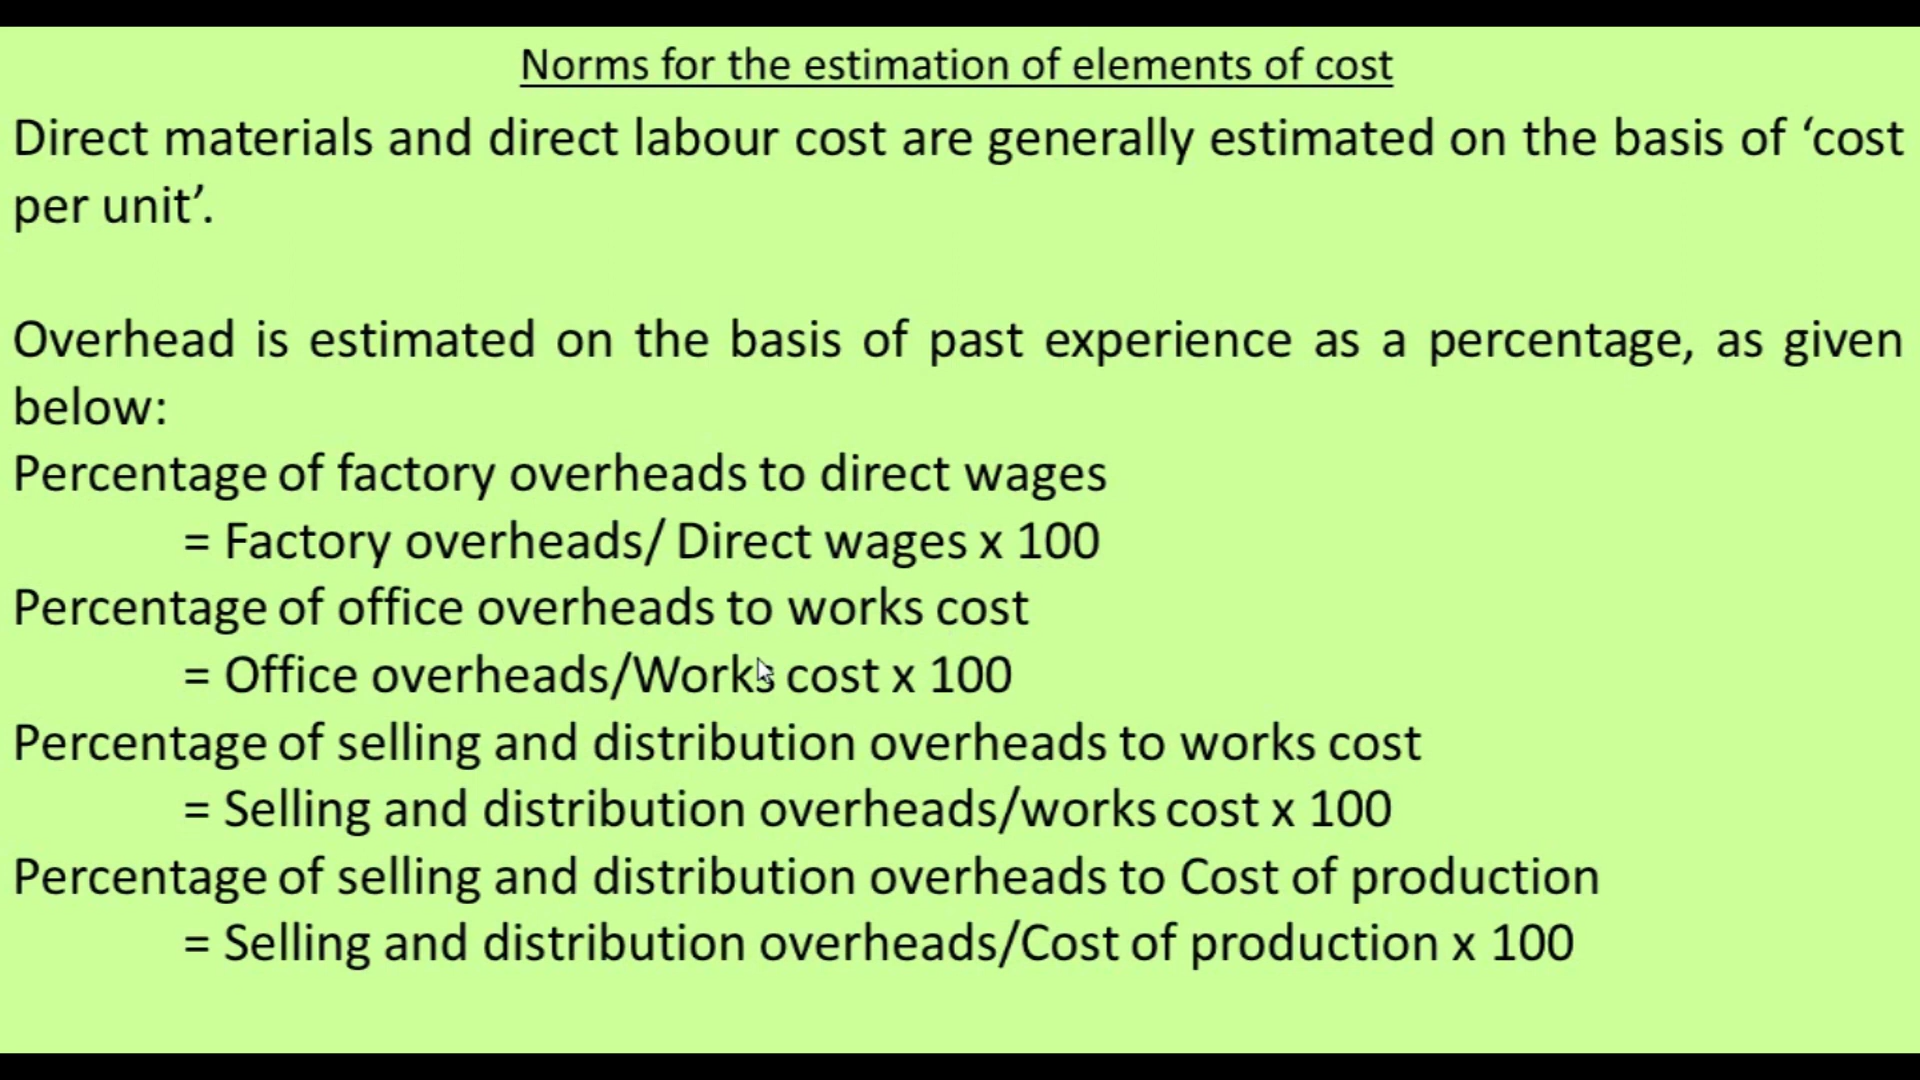 Norms for the estimation of elements of cost
Direct materials and direct labour cost are generally estimated on the basis of ‘cost
per unit’.
Overhead is estimated on the basis of past experience as a percentage, as given
below:
Percentage of factory overheads to direct wages
= Factory overheads/ Direct wages x 100
Percentage of office overheads to works cost
= Office overheads/Works cost x 100
Percentage of selling and distribution overheads to works cost
= Selling and distribution overheads/works cost x 100
Percentage of selling and distribution overheads to Cost of production
= Selling and distribution overheads/Cost of production x 100